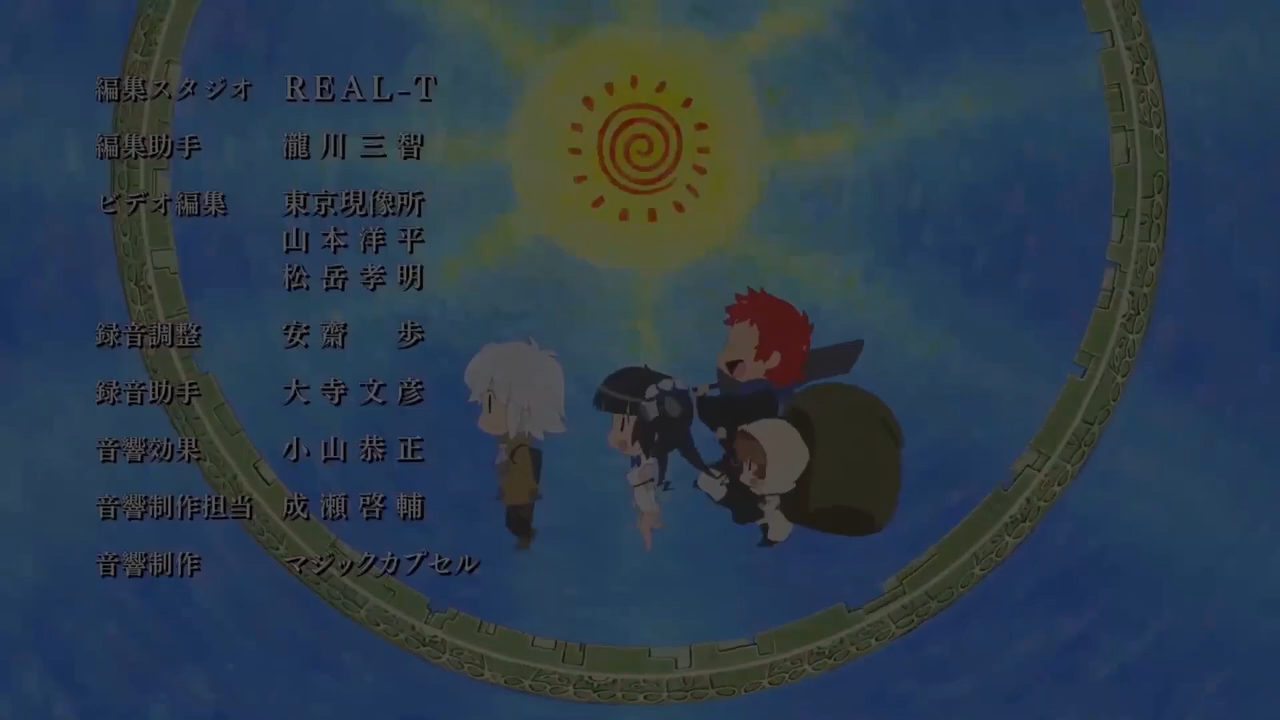 編集スタジオ REAL-T
編集助手 瀧川三智
ビデオ編集 東京現像所
山本洋平
松岳孝明
録音調整 安齋 歩
録音助手 大寺文彦
音響効果 小山恭正
音響制作担当 成瀬啓輔
音響制作 マジックカプセル